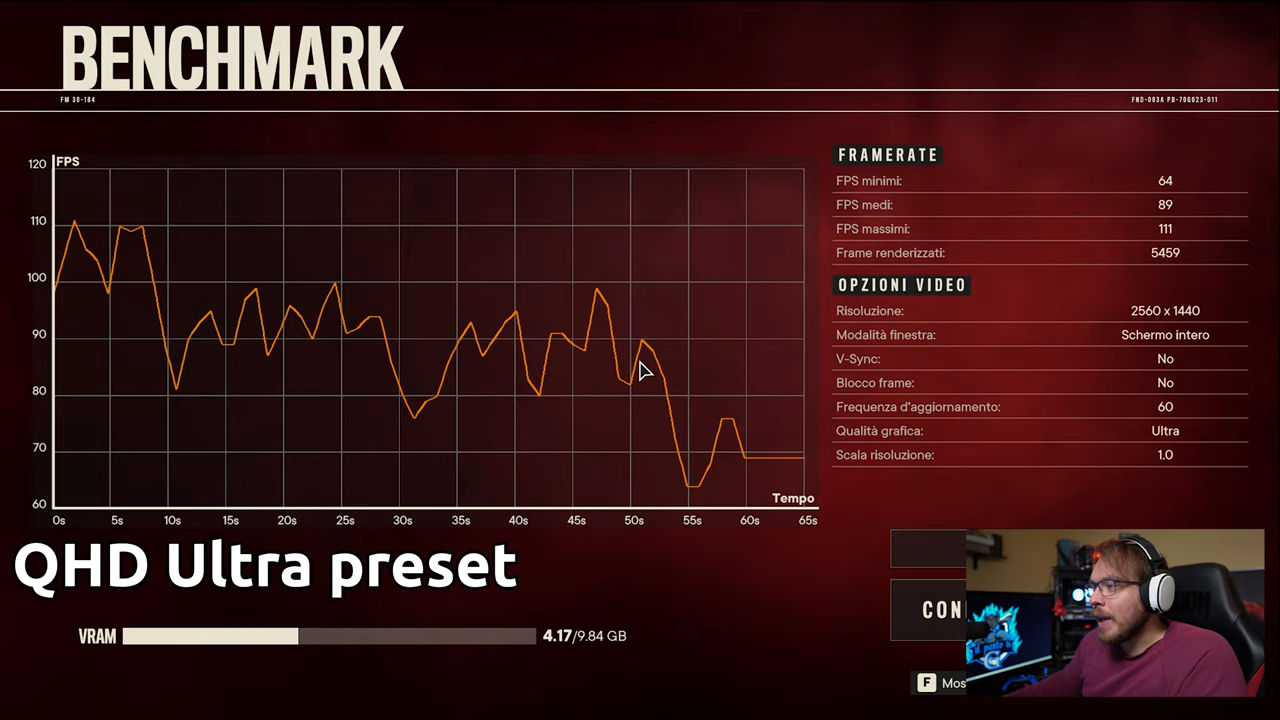 BENCHMARK
FM 30-184
FND-003A PB-70G023-011
FPS
120
110
100
90
80
70
60
Tempo
0s 5s 10s 15s 20s 25s 30s 35s 40s 45s 50s 55s 60s 65s
FRAMERATE
FPS minimi: 64
FPS medi: 89
FPS massimi: 111
Frame renderizzati: 5459
OPZIONI VIDEO
Risoluzione: 2560 x 1440
Modalità finestra: Schermo intero
V-Sync: No
Blocco frame: No
Frequenza d'aggiornamento: 60
Qualità grafica: Ultra
Scala risoluzione: 1.0
QHD Ultra preset
VRAM 4.17/9.84 GB
CON
F Mos